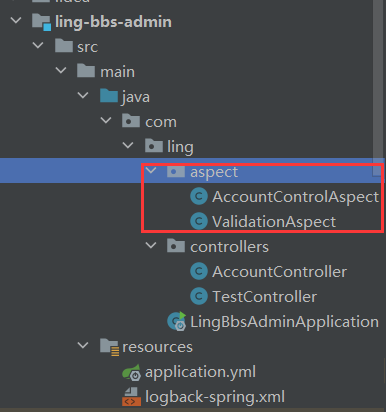 ling-bbs-admin
src
main
java
com
ling
aspect
AccountControlAspect
ValidationAspect
controllers
AccountController
TestController
LingBbsAdminApplication
resources
application.yml
logback-spring.xml